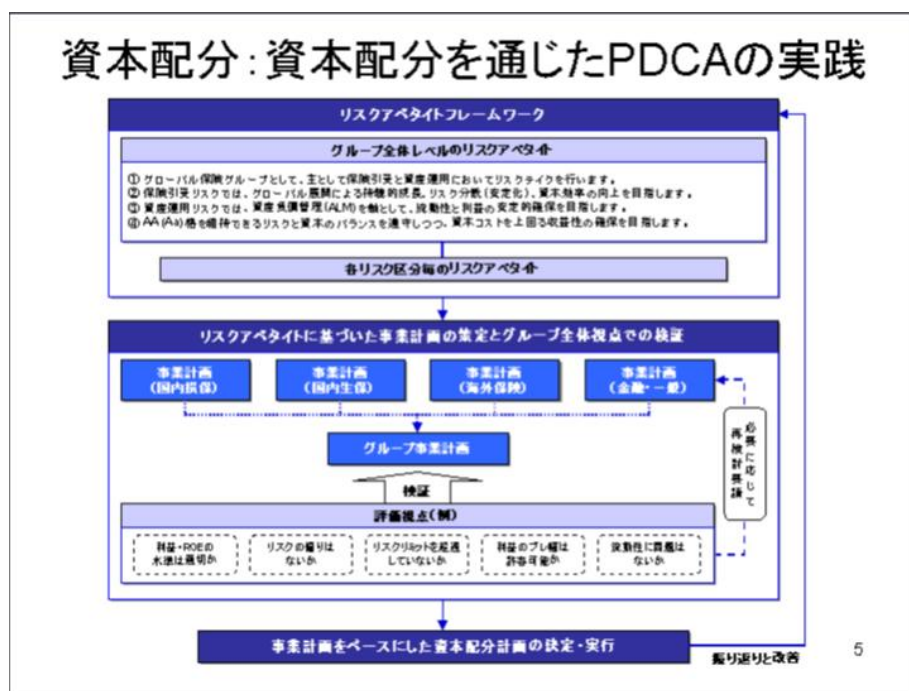 資本配分：資本配分を通じたPDCAの実践
リスクアペタイトフレームワーク
グループ全体レベルのリスクアペタイト
① グローバル保険グループとして、主として保険引受と資産運用においてリスクテイクを行います。
② 保険引受リスクでは、グローバル展開による持続的成長、リスク分散（安定化）、資本効率の向上を目指します。
③ 資産運用リスクでは、資産負債管理(ALM)を軸として、流動性と利益の安定的確保を目指します。
④ AA(Aa)格を維持できるリスクと資本のバランスを遵守しつつ、資本コストを上回る収益性の確保を目指します。
各リスク区分毎のリスクアペタイト
リスクアペタイトに基づいた事業計画の策定とグループ全体視点での検証
事業計画
(国内損保)
事業計画
(国内生保)
事業計画
(海外保険)
事業計画
(金融・一般)
グループ事業計画
検証
必要に応じて
再検討要請
評価視点(例)
利益・ROEの
水準は適切か
リスクの偏りは
ないか
リスクリミットを超過
していないか
利益のブレ幅は
許容可能か
流動性に問題は
ないか
事業計画をベースにした資本配分計画の決定・実行
振り返りと改善
5